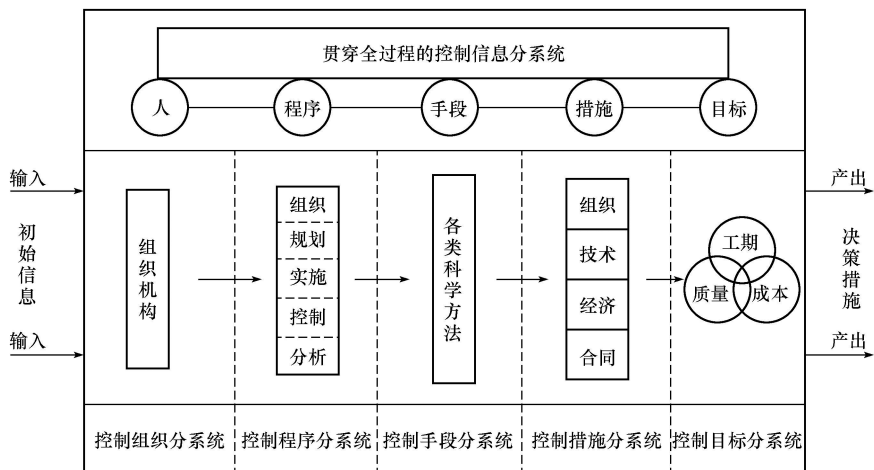 贯穿全过程的控制信息分系统
人
程序
手段
措施
目标
输入
初始信息
输入
组织机构
组织
规划
实施
控制
分析
各类科学方法
组织
技术
经济
合同
工期
质量
成本
产出
决策措施
产出
控制组织分系统
控制程序分系统
控制手段分系统
控制措施分系统
控制目标分系统